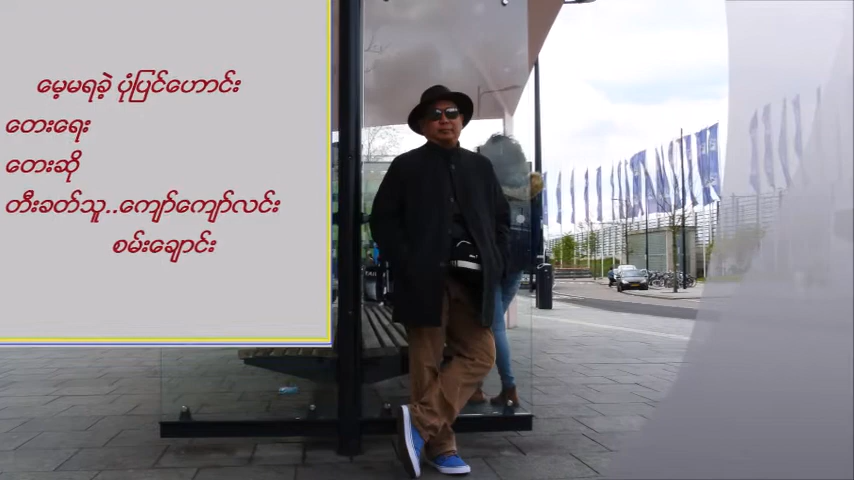 မေ့မရခဲ့ ပုံပြင်ဟောင်း
တေးရေး
တေးဆို
တီးခတ်သူ..ကျော်ကျော်လင်း
စမ်းချောင်း